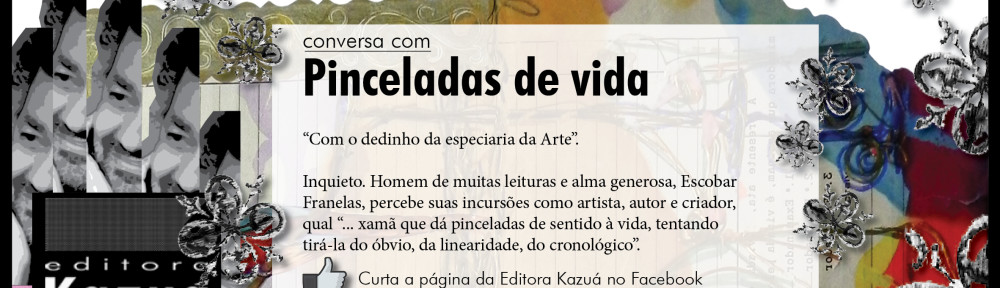 conversa com
Pinceladas de vida
“Com o dedinho da especiaria da Arte”.
Inquieto. Homem de muitas leituras e alma generosa, Escobar
Franelas, percebe suas incursões como artista, autor e criador,
qual “... xamã que dá pinceladas de sentido à vida, tentando
tirá-la do óbvio, da linearidade, do cronológico”.
Curta a página da Editora Kazuá no Facebook
editora